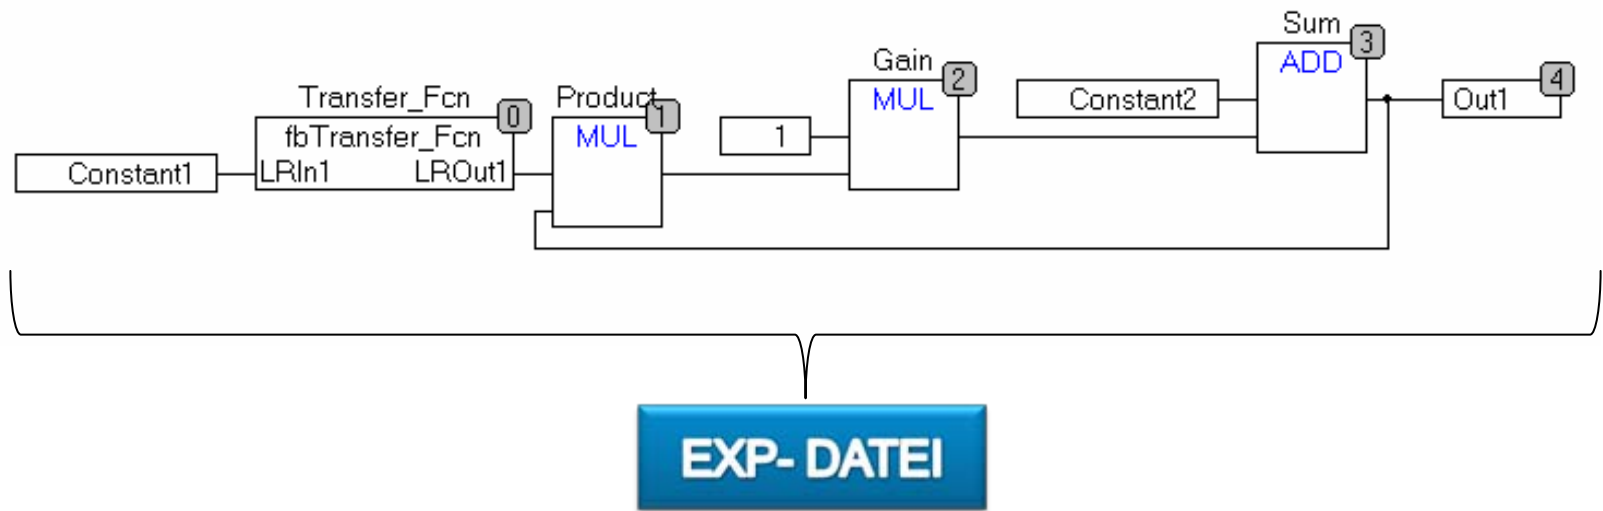 Sum
3
ADD
Gain
2
MUL
Constant2
Out1
4
Transfer_Fcn
0
fbTransfer_Fcn
LRIn1 LROut1
Product
1
MUL
1
Constant1
EXP- DATEI